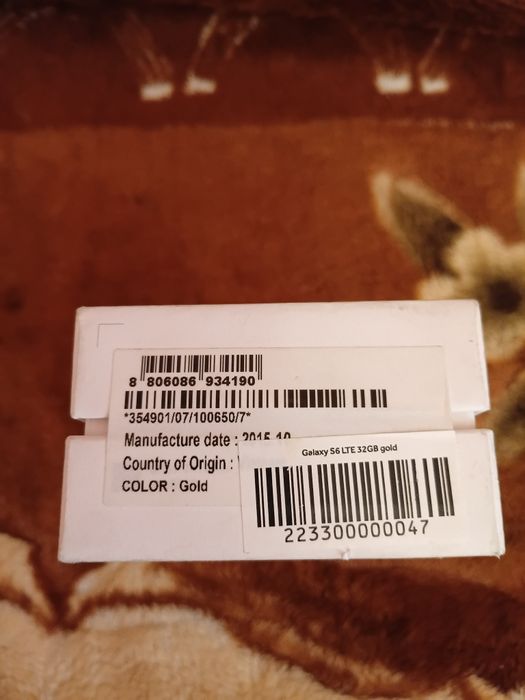 8 806086 934190
*354901/07/100650/7*
Manufacture date : 2015.10
Country of Origin :
COLOR : Gold
Galaxy S6 LTE 32GB gold
223300000047